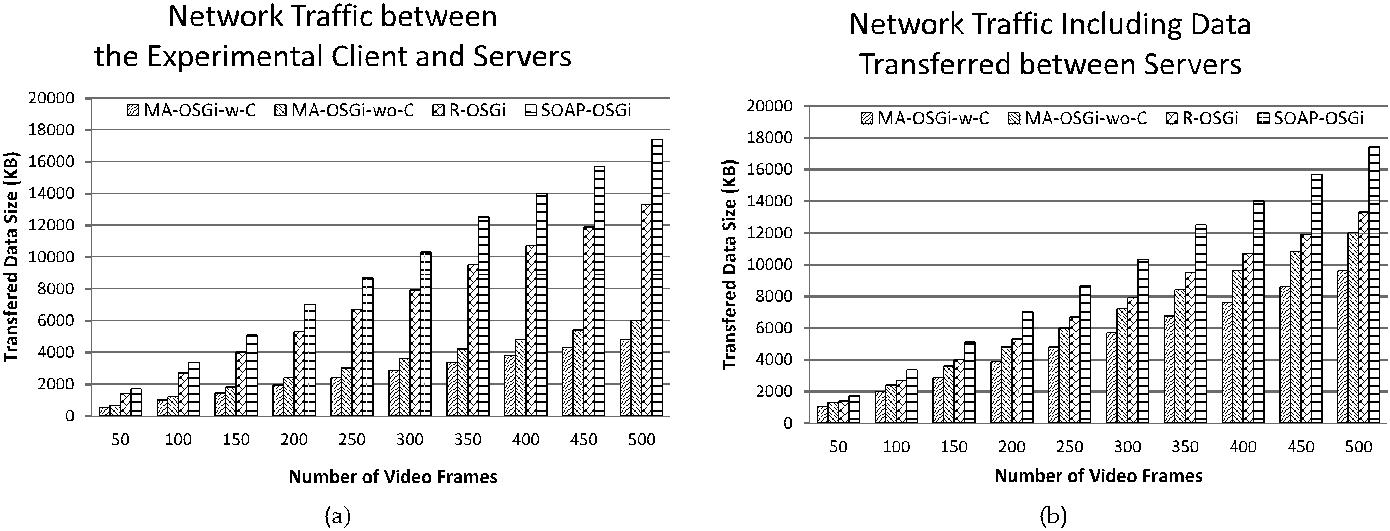 Network Traffic between
the Experimental Client and Servers
20000
18000
16000
14000
12000
10000
8000
6000
4000
2000
0
Transfered Data Size (KB)
MA-OSGi-w-C MA-OSGi-wo-C R-OSGi SOAP-OSGi
50 100 150 200 250 300 350 400 450 500
Number of Video Frames
(a)
Network Traffic Including Data
Transferred between Servers
20000
18000
16000
14000
12000
10000
8000
6000
4000
2000
0
Transfered Data Size (KB)
MA-OSGi-w-C MA-OSGi-wo-C R-OSGi SOAP-OSGi
50 100 150 200 250 300 350 400 450 500
Number of Video Frames
(b)